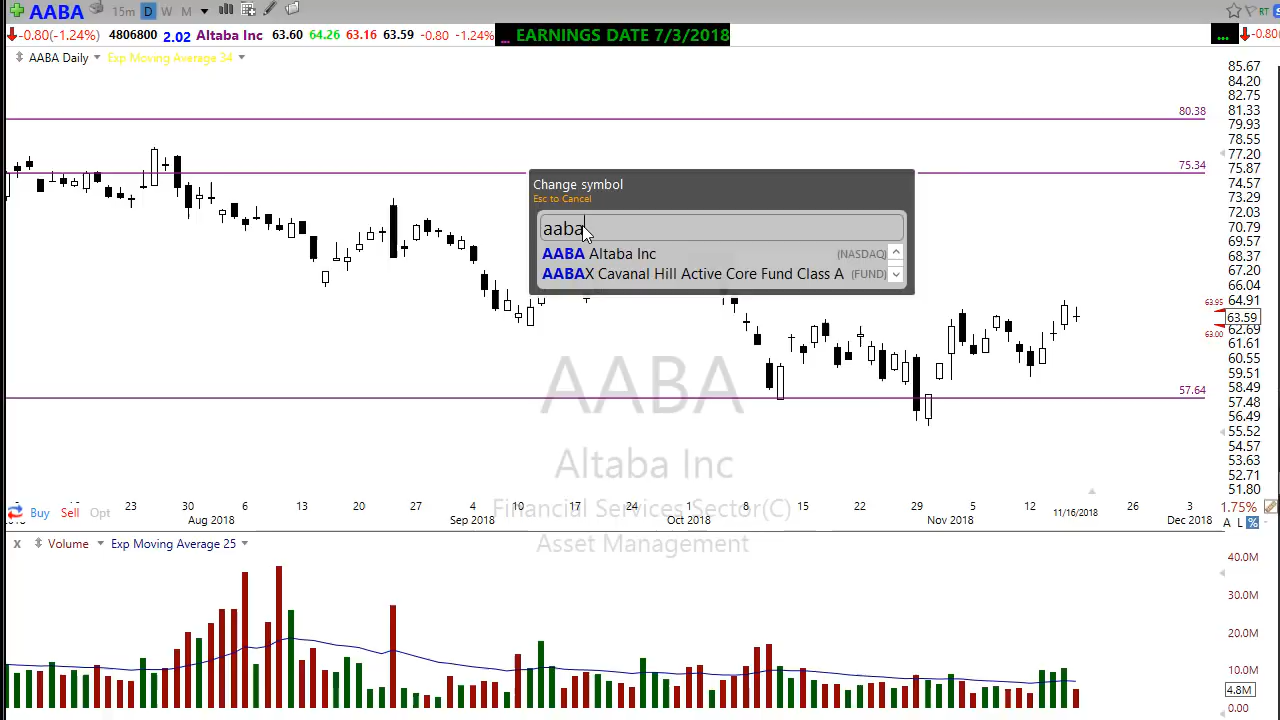 AABA 15m D W M RT
-0.80(-1.24%) 4806800 2.02 Altaba Inc 63.60 64.26 63.16 63.59 -0.80 -1.24% ... EARNINGS DATE 7/3/2018 ... -0.80
AABA Daily Exp Moving Average 34
85.67
84.20
82.75
81.33
80.38
79.93
78.55
77.20
75.87
75.34
74.57
73.29
72.03
70.79
69.57
68.37
67.20
66.04
64.91
63.95
63.59
63.00
62.69
61.61
60.55
59.51
58.49
57.64
57.48
56.49
55.52
54.57
53.63
52.71
51.80
Change symbol
Esc to Cancel
aaba
AABA Altaba Inc (NASDAQ)
AABAX Cavanal Hill Active Core Fund Class A (FUND)
AABA
Altaba Inc
Financial Services Sector(C)
Asset Management
23 30 6 13 20 27 4 10 17 24 1 8 15 22 29 5 12 11/16/2018 26 3
Aug 2018 Sep 2018 Oct 2018 Nov 2018 Dec 2018
Buy Sell Opt
1.75%
A L %
X Volume Exp Moving Average 25
40.0M
30.0M
20.0M
10.0M
4.8M
0.00